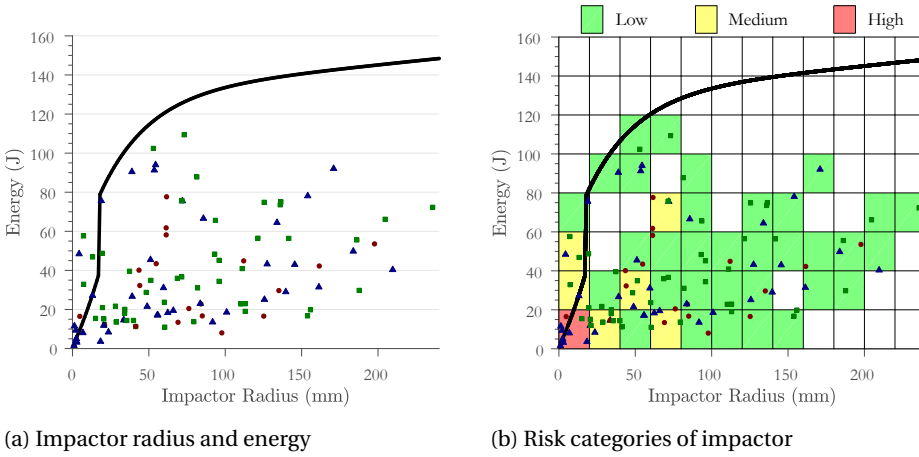 Low Medium High
160
140
120
100
80
60
40
20
0
Energy (J)
0 50 100 150 200
Impactor Radius (mm)
160
140
120
100
80
60
40
20
0
Energy (J)
0 50 100 150 200
Impactor Radius (mm)
(a) Impactor radius and energy
(b) Risk categories of impactor